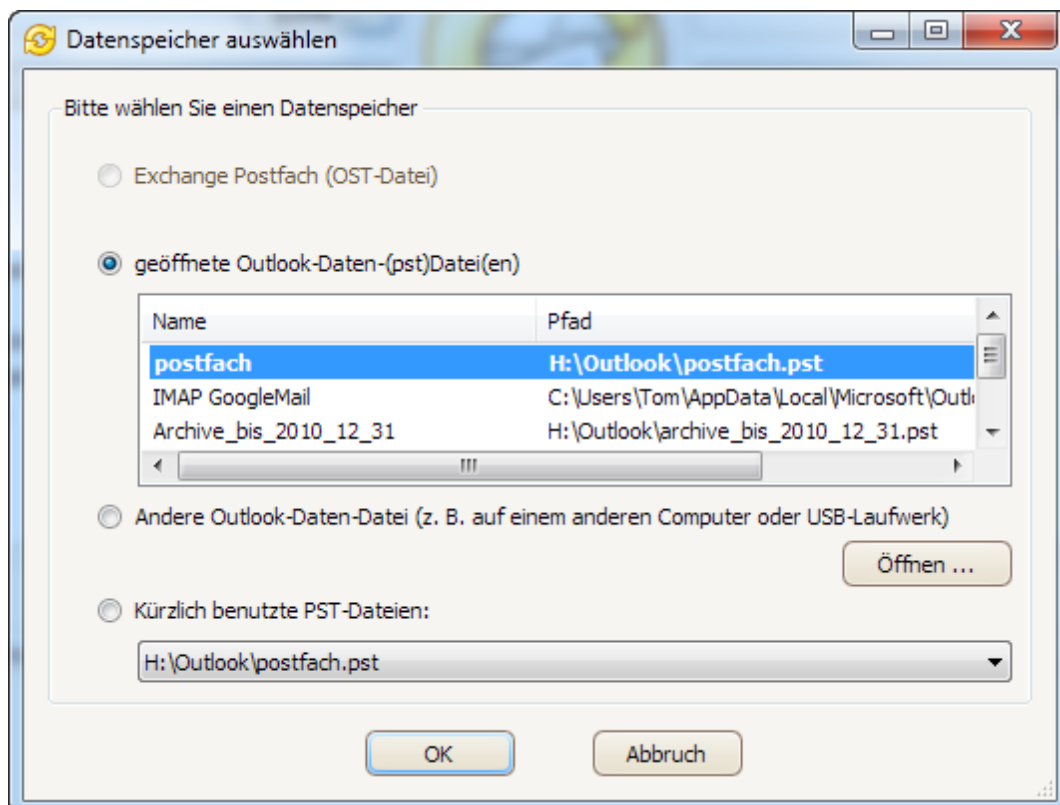 Datenspeicher auswählen
Bitte wählen Sie einen Datenspeicher
Exchange Postfach (OST-Datei)
geöffnete Outlook-Daten-(pst)Datei(en)
Name Pfad
postfach H:\Outlook\postfach.pst
IMAP GoogleMail C:\Users\Tom\AppData\Local\Microsoft\Outl
Archive_bis_2010_12_31 H:\Outlook\archive_bis_2010_12_31.pst
Andere Outlook-Daten-Datei (z. B. auf einem anderen Computer oder USB-Laufwerk)
Öffnen ...
Kürzlich benutzte PST-Dateien:
H:\Outlook\postfach.pst
OK Abbruch